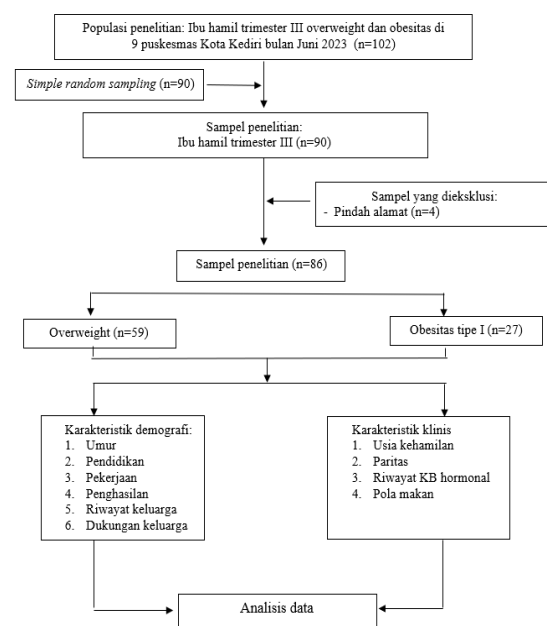 Populasi penelitian: Ibu hamil trimester III overweight dan obesitas di
9 puskesmas Kota Kediri bulan Juni 2023 (n=102)
Simple random sampling (n=90)
Sampel penelitian:
Ibu hamil trimester III (n=90)
Sampel yang dieksklusi:
- Pindah alamat (n=4)
Sampel penelitian (n=86)
Overweight (n=59)
Obesitas tipe I (n=27)
Karakteristik demografi:
1. Umur
2. Pendidikan
3. Pekerjaan
4. Penghasilan
5. Riwayat keluarga
6. Dukungan keluarga
Karakteristik klinis
1. Usia kehamilan
2. Paritas
3. Riwayat KB hormonal
4. Pola makan
Analisis data